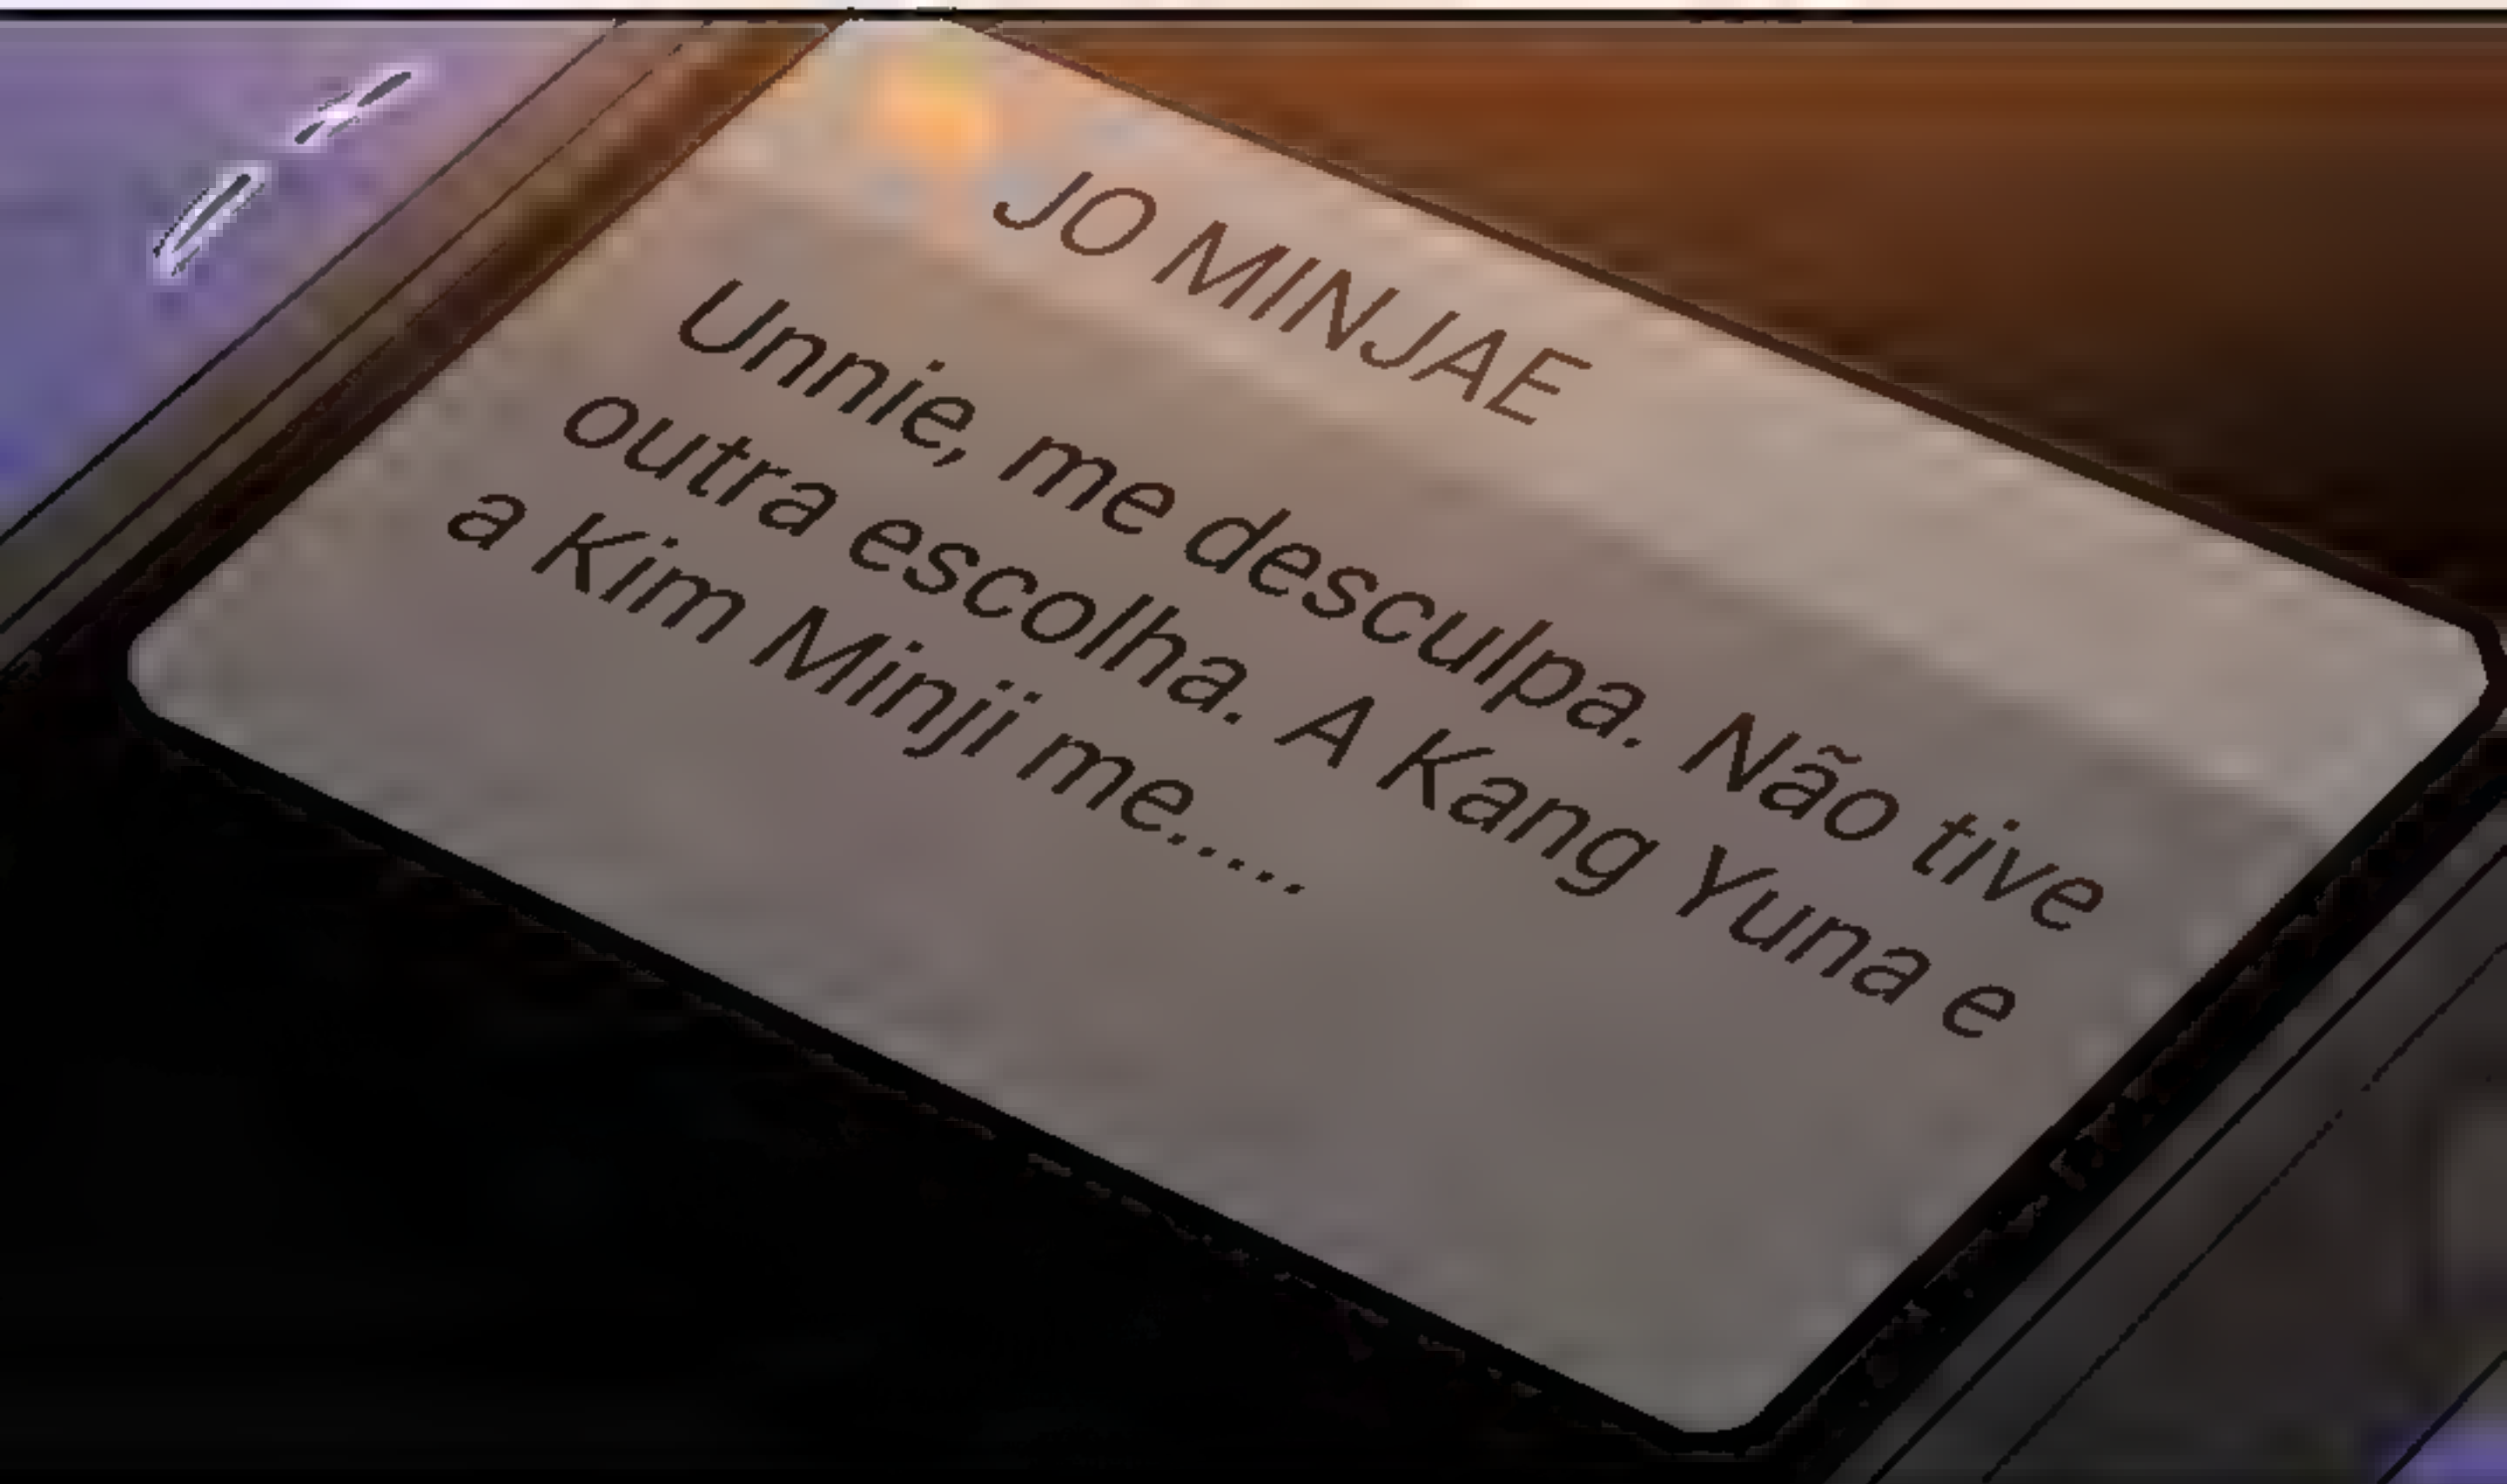 JO MINJAE
Unnie, me desculpa. Não tive
outra escolha. A Kang Yuna e
a Kim Minji me.....